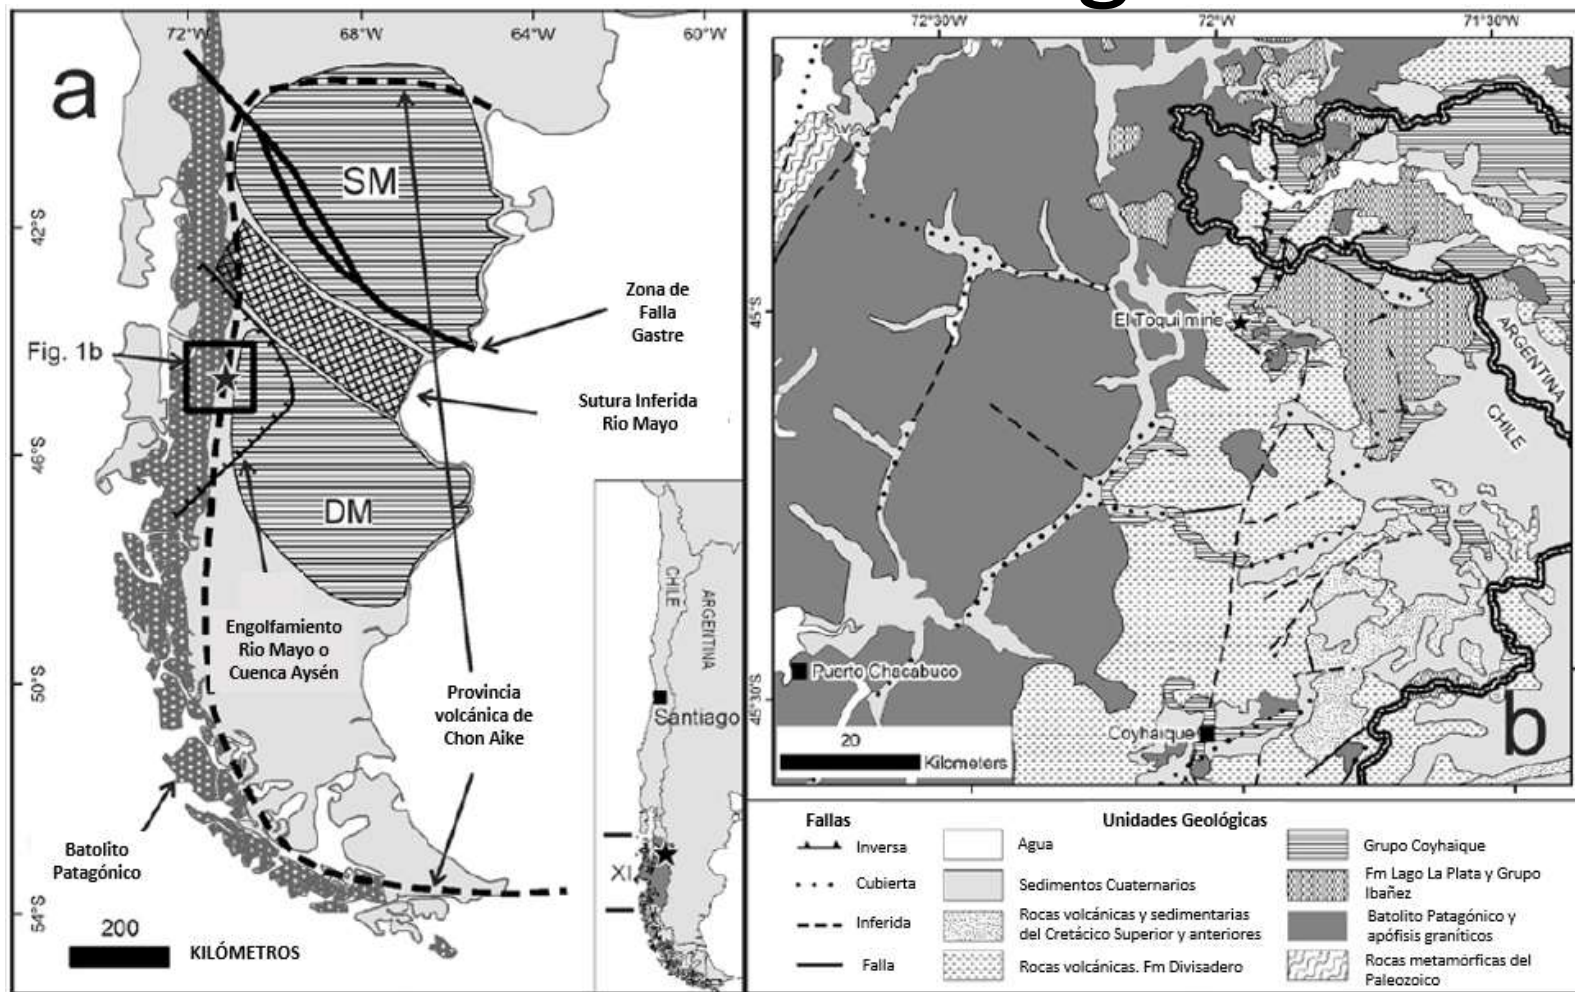 72°W
68°W
64°W
60°W
a
SM
42°S
Zona de
Falla
Gastre
Fig. 1b
Sutura Inferida
Rio Mayo
46°S
DM
Engolfamiento
Rio Mayo o
Cuenca Aysén
Provincia
volcánica de
Chon Aike
50°S
Batolito
Patagónico
54°S
200
KILÓMETROS
CHILE
ARGENTINA
Santiago
XI
72°30'W
72°W
71°30'W
45°S
El Toqui mine
ARGENTINA
CHILE
Puerto Chacabuco
45°30'S
Coyhaique
b
20
Kilometers
Fallas
Inversa
Cubierta
Inferida
Falla
Unidades Geológicas
Agua
Sedimentos Cuaternarios
Rocas volcánicas y sedimentarias
del Cretácico Superior y anteriores
Rocas volcánicas. Fm Divisadero
Grupo Coyhaique
Fm Lago La Plata y Grupo
Ibañez
Batolito Patagónico y
apófisis graníticos
Rocas metamórficas del
Paleozoico